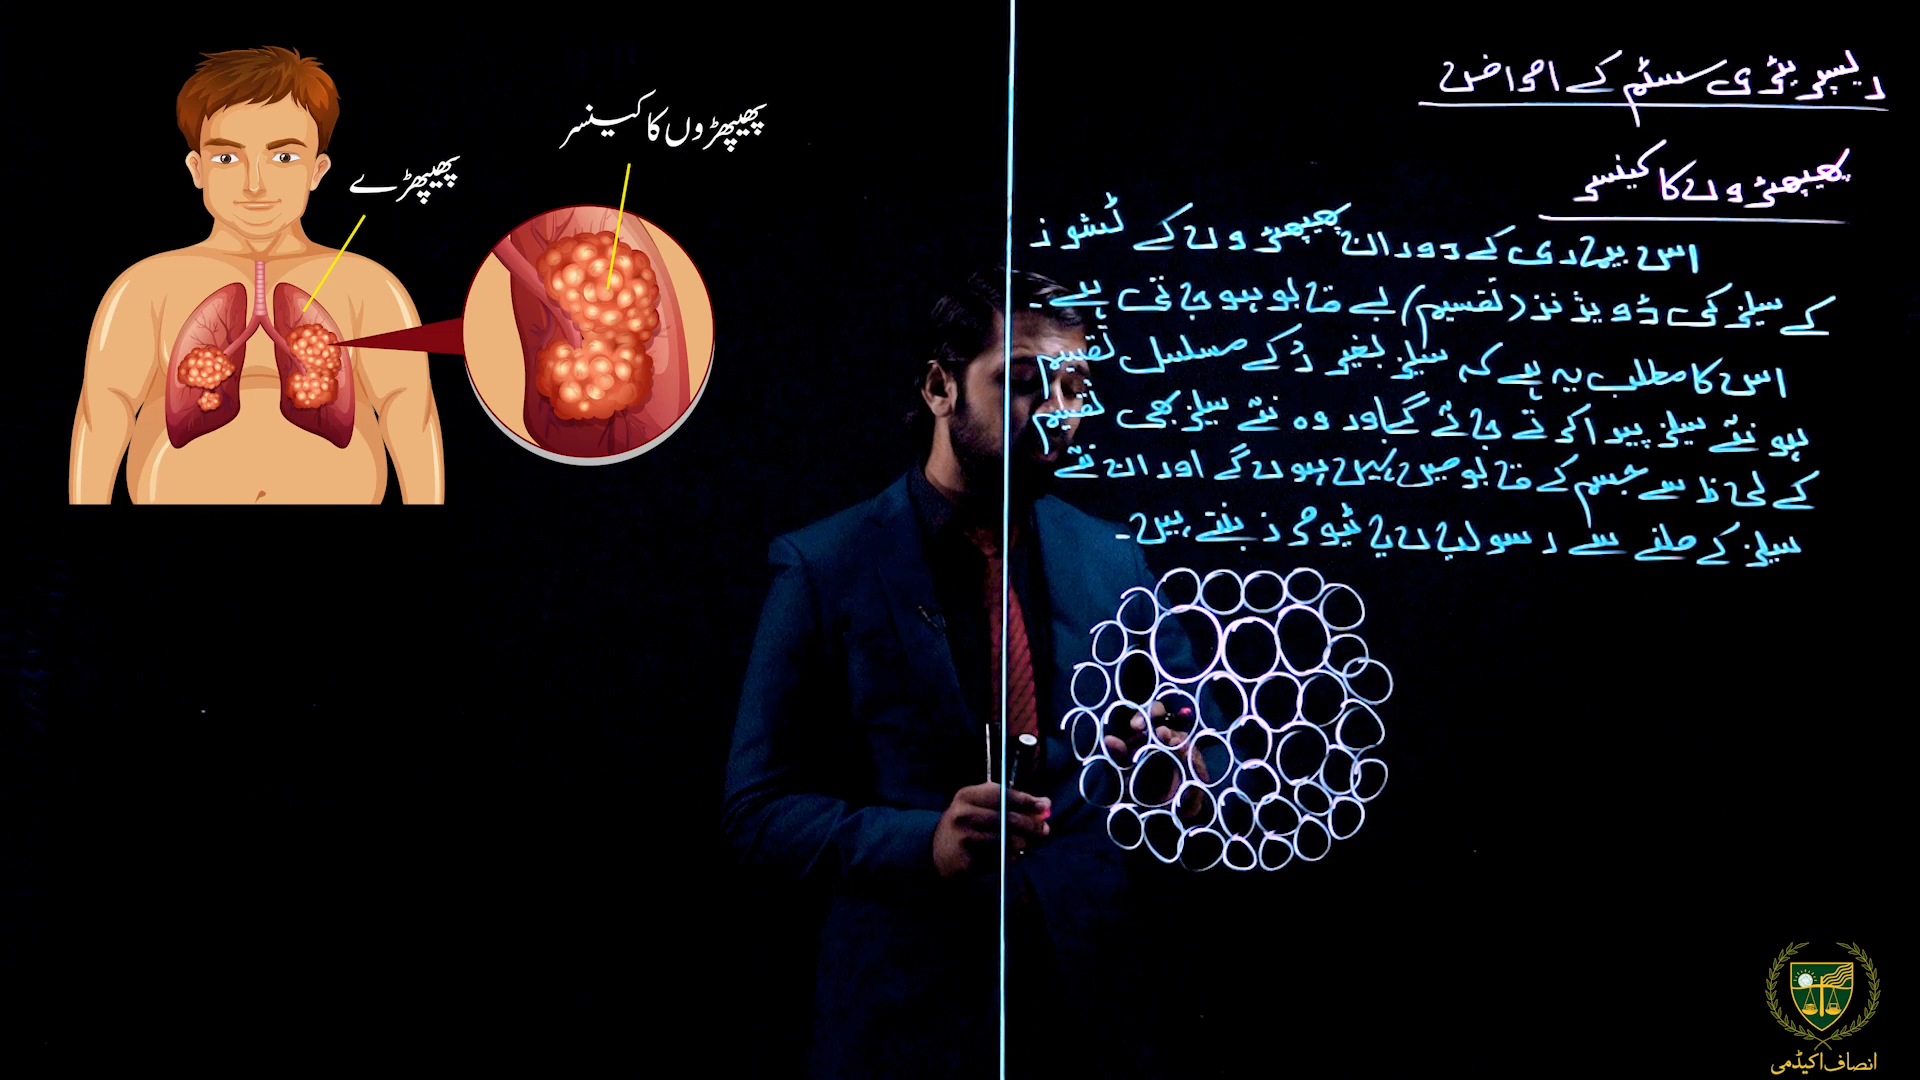 ریسپریٹری سسٹم کے امراض
پھیپھڑوں کا کینسر
اس بیماری کے دوران پھیپھڑوں کے ٹشوز
کے سیلز کی ڈویژنز (تقسیم) بے قابو ہو جاتی ہے۔
اس کا مطلب یہ ہے کہ سیلز بغیر رُکے مسلسل تقسیم
ہو نئے سیلز پیدا کرتے جائے گے اور وہ نئے سیلز بھی تقسیم
کے لحاظ سے جسم کے قابو میں نہیں ہوں گے اور ان نئے
سیلز کے ملنے سے رسولیاں یا ٹیومرز بنتے ہیں۔
پھیپھڑوں کا کینسر
پھیپھڑے
انصاف اکیڈمی